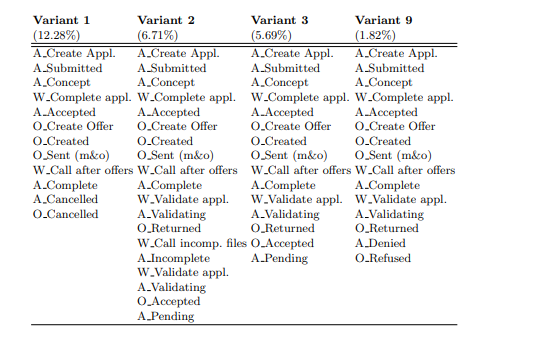 Variant 1 Variant 2 Variant 3 Variant 9
(12.28%) (6.71%) (5.69%) (1.82%)
A_Create Appl. A_Create Appl. A_Create Appl. A_Create Appl.
A_Submitted A_Submitted A_Submitted A_Submitted
A_Concept A_Concept A_Concept A_Concept
W_Complete appl. W_Complete appl. W_Complete appl. W_Complete appl.
A_Accepted A_Accepted A_Accepted A_Accepted
O_Create Offer O_Create Offer O_Create Offer O_Create Offer
O_Created O_Created O_Created O_Created
O_Sent (m&o) O_Sent (m&o) O_Sent (m&o) O_Sent (m&o)
W_Call after offers W_Call after offers W_Call after offers W_Call after offers
A_Complete A_Complete A_Complete A_Complete
A_Cancelled W_Validate appl. W_Validate appl. W_Validate appl.
O_Cancelled A_Validating A_Validating A_Validating
O_Returned O_Returned O_Returned
W_Call incomp. files O_Accepted A_Denied
A_Incomplete A_Pending O_Refused
W_Validate appl.
A_Validating
O_Accepted
A_Pending